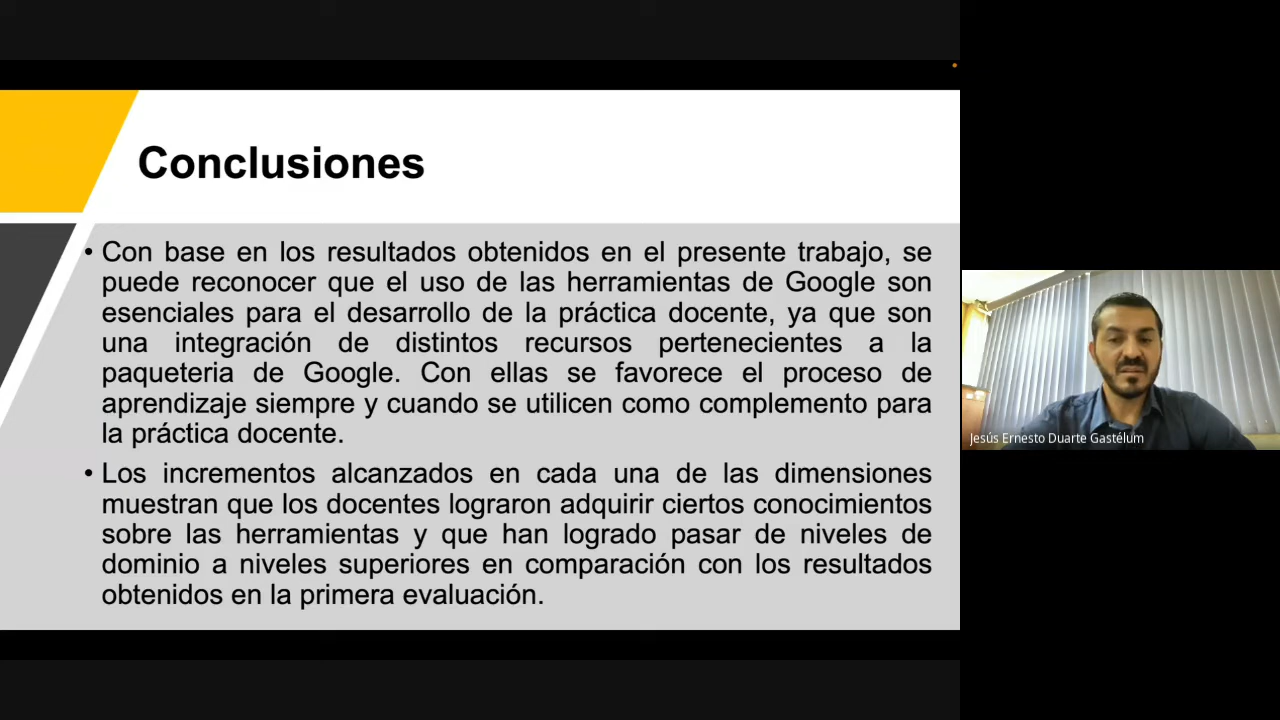 Conclusiones
• Con base en los resultados obtenidos en el presente trabajo, se
puede reconocer que el uso de las herramientas de Google son
esenciales para el desarrollo de la práctica docente, ya que son
una integración de distintos recursos pertenecientes a la
paqueteria de Google. Con ellas se favorece el proceso de
aprendizaje siempre y cuando se utilicen como complemento para
la práctica docente.
• Los incrementos alcanzados en cada una de las dimensiones
muestran que los docentes lograron adquirir ciertos conocimientos
sobre las herramientas y que han logrado pasar de niveles de
dominio a niveles superiores en comparación con los resultados
obtenidos en la primera evaluación.
Jesús Ernesto Duarte Gastélum